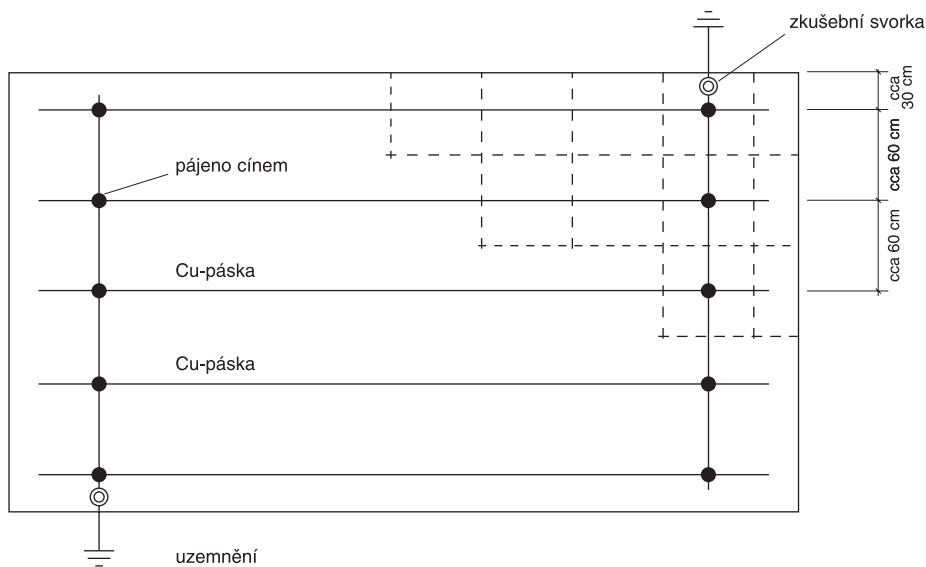 zkušební svorka
cca
30 cm
cca 60 cm
pájeno cínem
cca 60 cm
Cu-páska
Cu-páska
uzemnění